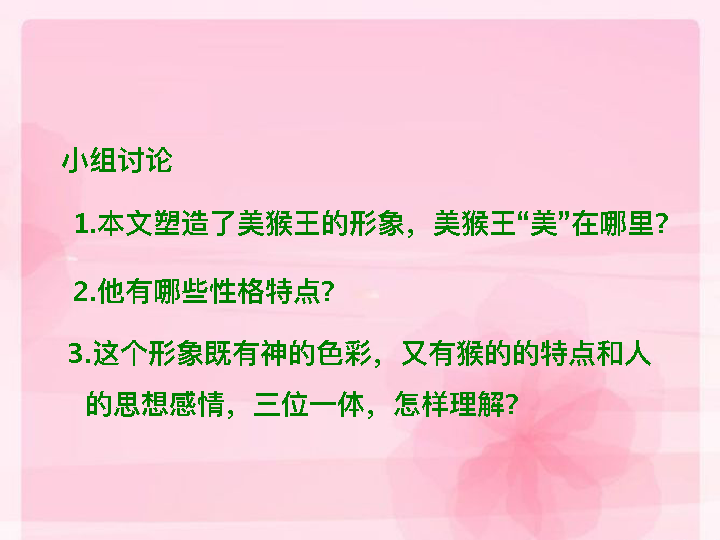 小组讨论
1.本文塑造了美猴王的形象，美猴王“美”在哪里?
2.他有哪些性格特点?
3.这个形象既有神的色彩，又有猴的的特点和人
的思想感情，三位一体，怎样理解?